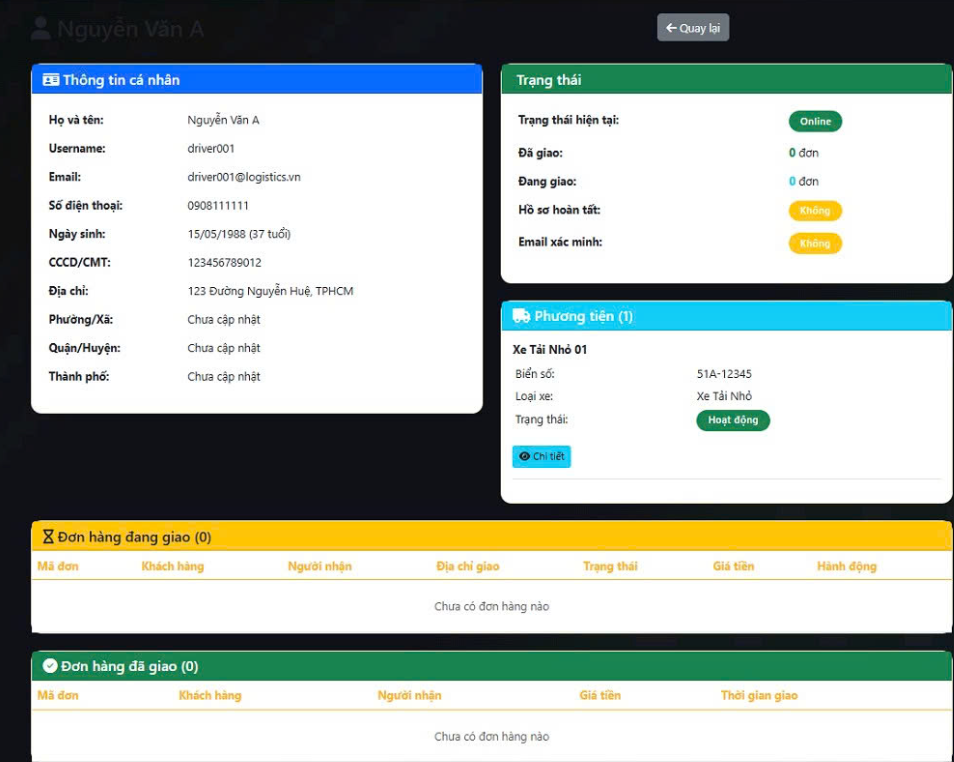 Nguyễn Văn A
Quay lại
Thông tin cá nhân
Họ và tên: Nguyễn Văn A
Username: driver001
Email: driver001@logistics.vn
Số điện thoại: 0908111111
Ngày sinh: 15/05/1988 (37 tuổi)
CCCD/CMT: 123456789012
Địa chỉ: 123 Đường Nguyễn Huệ, TPHCM
Phường/Xã: Chưa cập nhật
Quận/Huyện: Chưa cập nhật
Thành phố: Chưa cập nhật
Trạng thái
Trạng thái hiện tại: Online
Đã giao: 0 đơn
Đang giao: 0 đơn
Hồ sơ hoàn tất: Không
Email xác minh: Không
Phương tiện (1)
Xe Tải Nhỏ 01
Biển số: 51A-12345
Loại xe: Xe Tải Nhỏ
Trạng thái: Hoạt động
Chi tiết
Đơn hàng đang giao (0)
Mã đơn Khách hàng Người nhận Địa chỉ giao Trạng thái Giá tiền Hành động
Chưa có đơn hàng nào
Đơn hàng đã giao (0)
Mã đơn Khách hàng Người nhận Giá tiền Thời gian giao
Chưa có đơn hàng nào